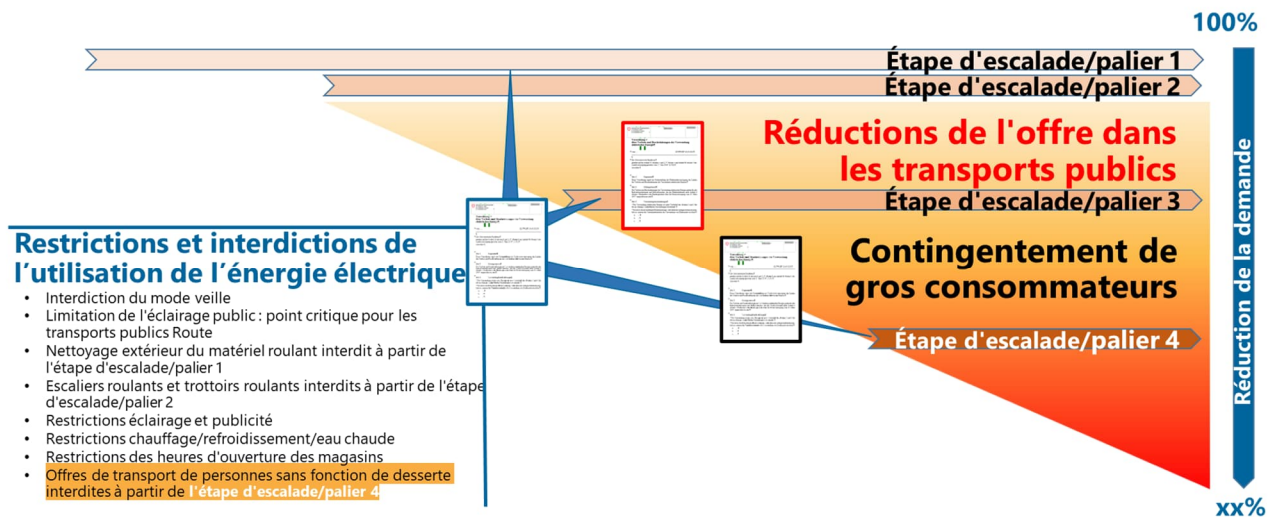 100%
Étape d'escalade/palier 1
Étape d'escalade/palier 2
Réductions de l'offre dans
les transports publics
Étape d'escalade/palier 3
Contingentement de
gros consommateurs
Étape d'escalade/palier 4
Réduction de la demande
xx%
Restrictions et interdictions de
l'utilisation de l'énergie électrique
• Interdiction du mode veille
• Limitation de l'éclairage public : point critique pour les
transports publics Route
• Nettoyage extérieur du matériel roulant interdit à partir de
l'étape d'escalade/palier 1
• Escaliers roulants et trottoirs roulants interdits à partir de l'étape
d'escalade/palier 2
• Restrictions éclairage et publicité
• Restrictions chauffage/refroidissement/eau chaude
• Restrictions des heures d'ouverture des magasins
• Offres de transport de personnes sans fonction de desserte
interdites à partir de l'étape d'escalade/palier 4